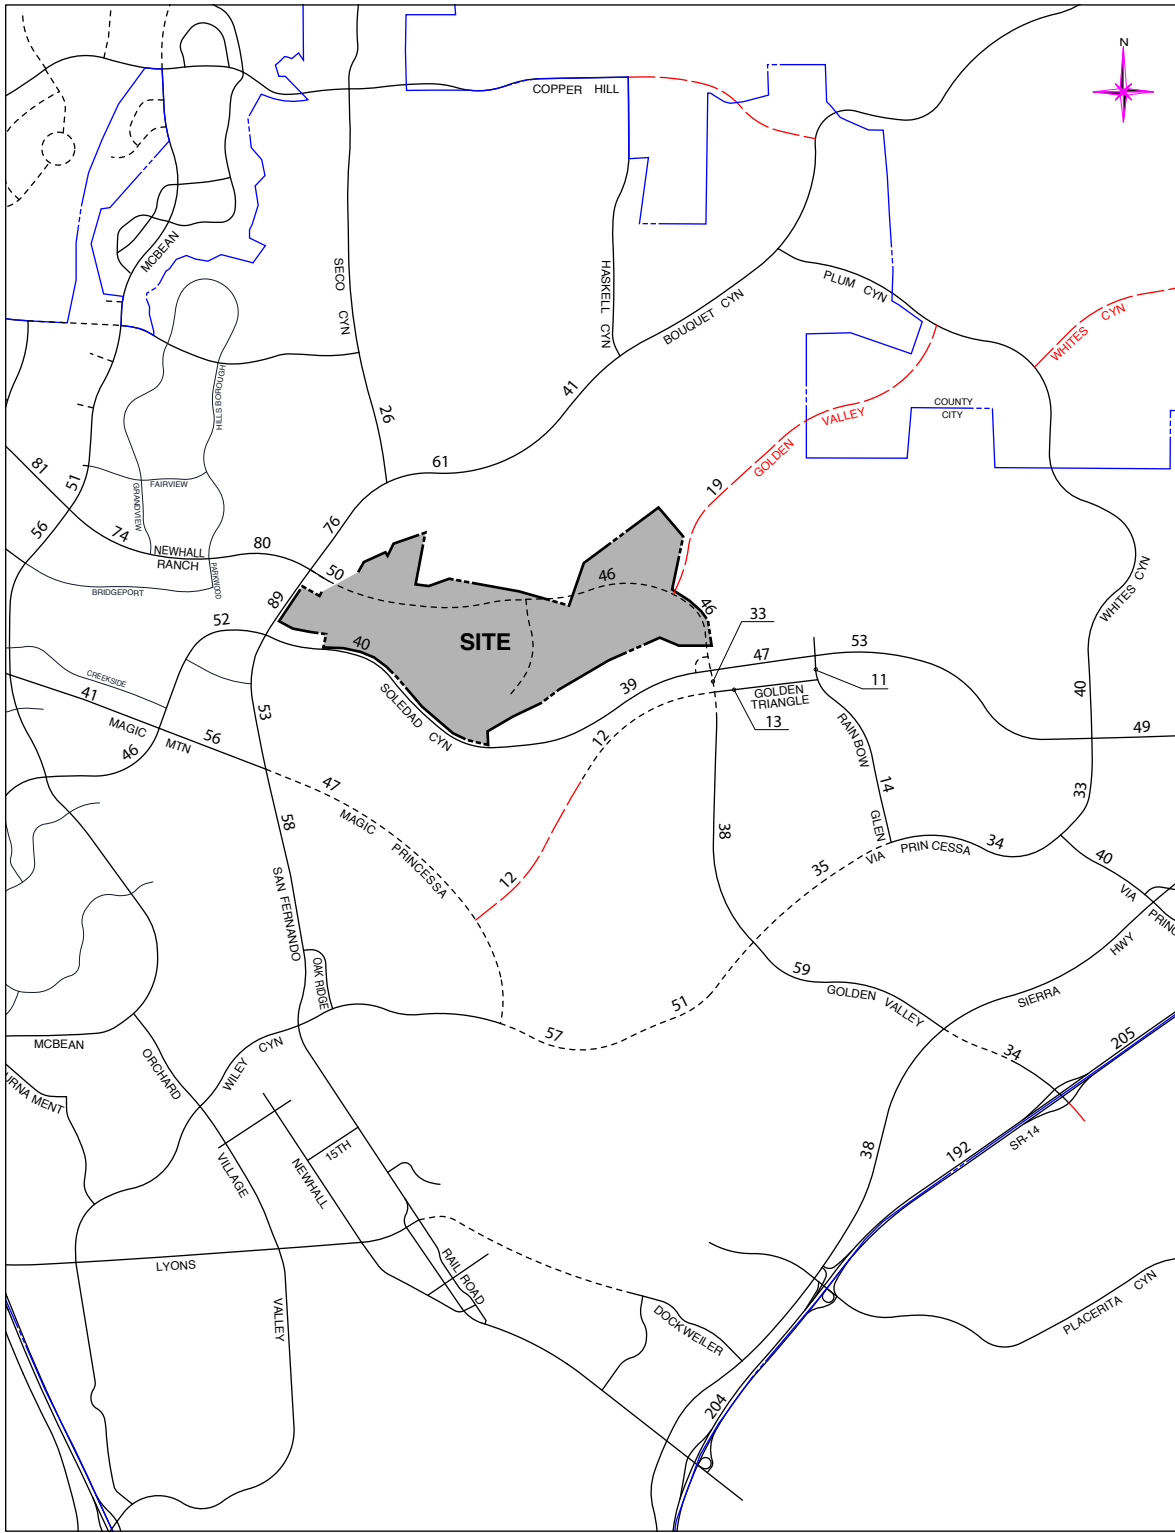 N
COPPER HILL
MCBEAN
SECO CYN
HASKELL CYN
BOUQUET CYN
PLUM CYN
WHITES CYN
HILLSBOROUGH
26
41
GOLDEN VALLEY
COUNTY
CITY
81
51
61
19
FAIRVIEW
GRANDVIEW
56
74
NEWHALL
RANCH
80
76
50
46
PARKWOOD
BRIDGEPORT
89
46
WHITES CYN
52
40
SITE
33
47
53
CREEKSIDE
41
MAGIC MTN
46
56
53
SOLEDAD CYN
39
12
GOLDEN
TRIANGLE
13
11
RAINBOW GLEN
14
40
49
47
MAGIC PRINCESSA
58
38
33
12
35
VIA PRINCESSA
34
40
VIA PRINC
SAN FERNANDO
OAK RIDGE
59
GOLDEN VALLEY
HWY
SIERRA
51
57
34
205
MCBEAN
ORCHARD
WILEY CYN
URNAMENT
VILLAGE
NEWHALL
15TH
38
192
SR-14
LYONS
VALLEY
RAIL ROAD
DOCKWEILER
PLACERITA CYN
204